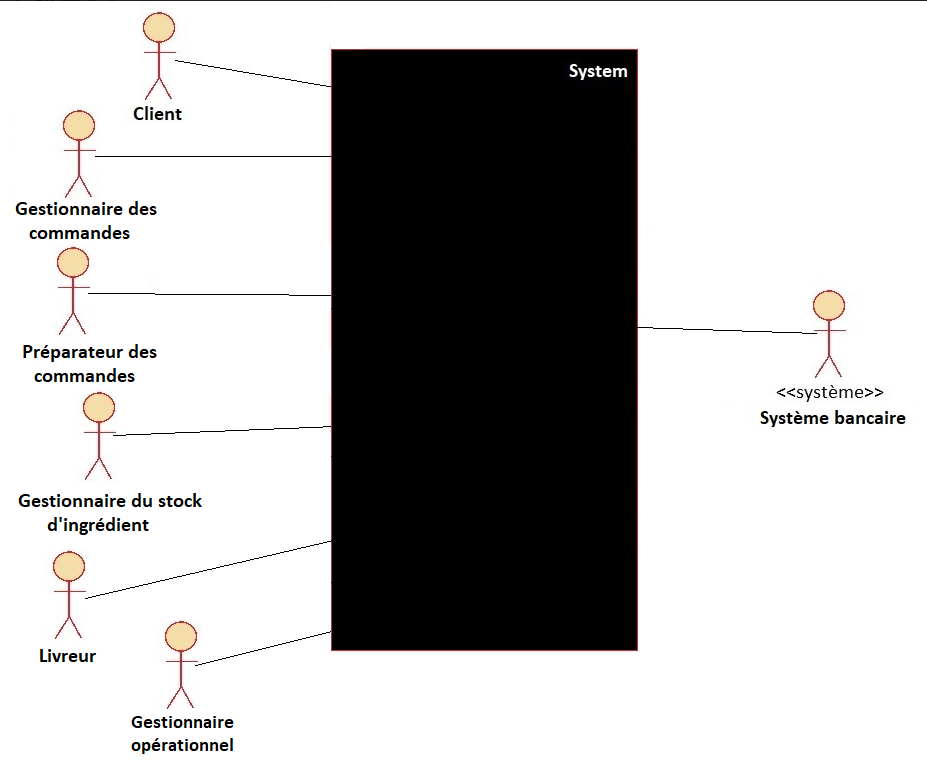 System
Client
Gestionnaire des
commandes
Préparateur des
commandes
Gestionnaire du stock
d'ingrédient
Livreur
Gestionnaire
opérationnel
<<système>>
Système bancaire